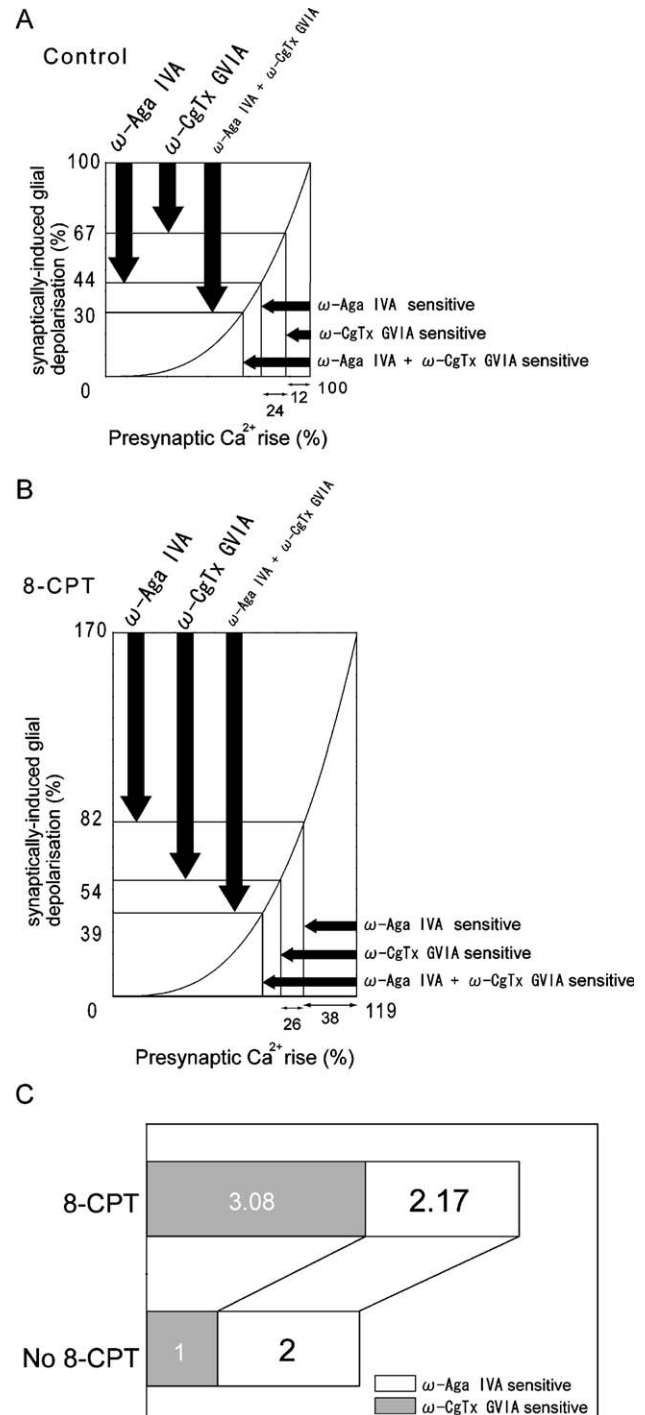 A
Control
ω-Aga IVA
ω-CgTx GVIA
ω-Aga IVA + ω-CgTx GVIA
100
67
44
30
0
synaptically-induced glial
depolarisation (%)
ω-Aga IVA sensitive
ω-CgTx GVIA sensitive
ω-Aga IVA + ω-CgTx GVIA sensitive
100
12
24
Presynaptic Ca²⁺ rise (%)
B
8-CPT
ω-Aga IVA
ω-CgTx GVIA
ω-Aga IVA + ω-CgTx GVIA
170
82
54
39
0
synaptically-induced glial
depolarisation (%)
ω-Aga IVA sensitive
ω-CgTx GVIA sensitive
ω-Aga IVA + ω-CgTx GVIA sensitive
26
38
119
Presynaptic Ca²⁺ rise (%)
C
8-CPT
3.08
2.17
No 8-CPT
1
2
ω-Aga IVA sensitive
ω-CgTx GVIA sensitive